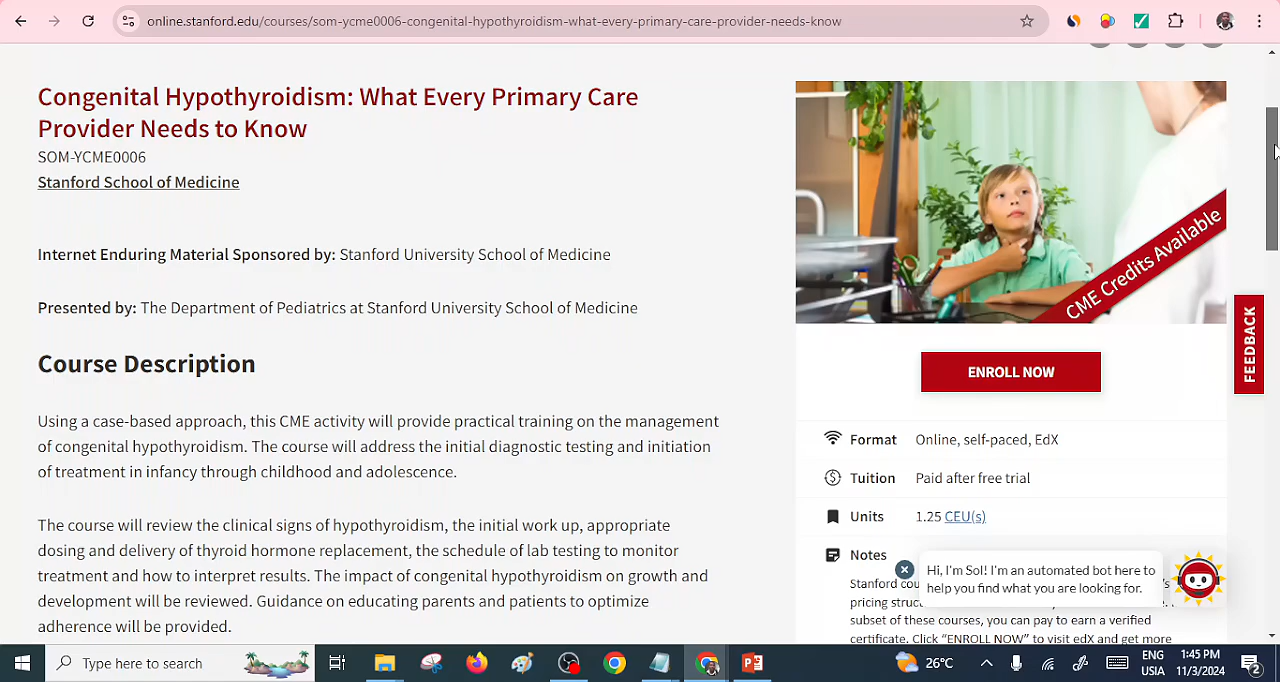 online.stanford.edu/courses/som-ycme0006-congenital-hypothyroidism-what-every-primary-care-provider-needs-know
Congenital Hypothyroidism: What Every Primary Care
Provider Needs to Know
SOM-YCME0006
Stanford School of Medicine
Internet Enduring Material Sponsored by: Stanford University School of Medicine
Presented by: The Department of Pediatrics at Stanford University School of Medicine
Course Description
Using a case-based approach, this CME activity will provide practical training on the management
of congenital hypothyroidism. The course will address the initial diagnostic testing and initiation
of treatment in infancy through childhood and adolescence.
The course will review the clinical signs of hypothyroidism, the initial work up, appropriate
dosing and delivery of thyroid hormone replacement, the schedule of lab testing to monitor
treatment and how to interpret results. The impact of congenital hypothyroidism on growth and
development will be reviewed. Guidance on educating parents and patients to optimize
adherence will be provided.
CME Credits Available
ENROLL NOW
Format Online, self-paced, EdX
Tuition Paid after free trial
Units 1.25 CEU(s)
Notes
Stanford
pricing
subset of these courses, you can pay to earn a verified
certificate. Click “ENROLL NOW” to visit edX and get more
Hi, I'm Sol! I'm an automated bot here to
help you find what you are looking for.
FEEDBACK
Type here to search
26°C
ENG
USA
1:45 PM
11/3/2024
2